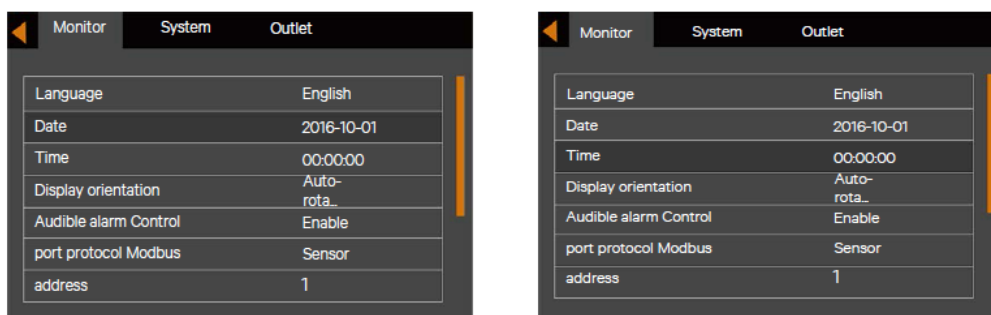 Monitor System Outlet
Language English
Date 2016-10-01
Time 00:00:00
Display orientation Auto-
rota...
Audible alarm Control Enable
port protocol Modbus Sensor
address 1
Monitor System Outlet
Language English
Date 2016-10-01
Time 00:00:00
Display orientation Auto-
rota...
Audible alarm Control Enable
port protocol Modbus Sensor
address 1